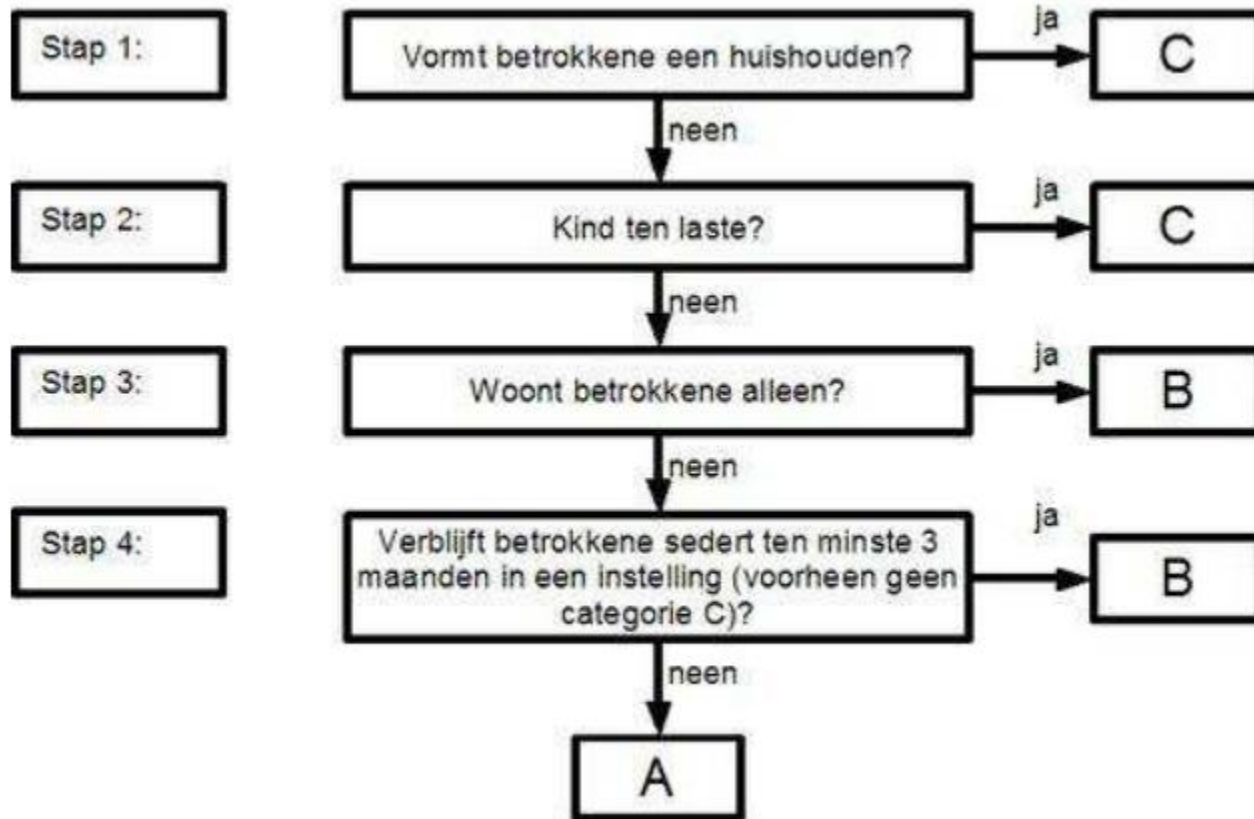 Stap 1:
Vormt betrokkene een huishouden?
ja
C
neen
Stap 2:
Kind ten laste?
ja
C
neen
Stap 3:
Woont betrokkene alleen?
ja
B
neen
Stap 4:
Verblijft betrokkene sedert ten minste 3
maanden in een instelling (voorheen geen
categorie C)?
ja
B
neen
A